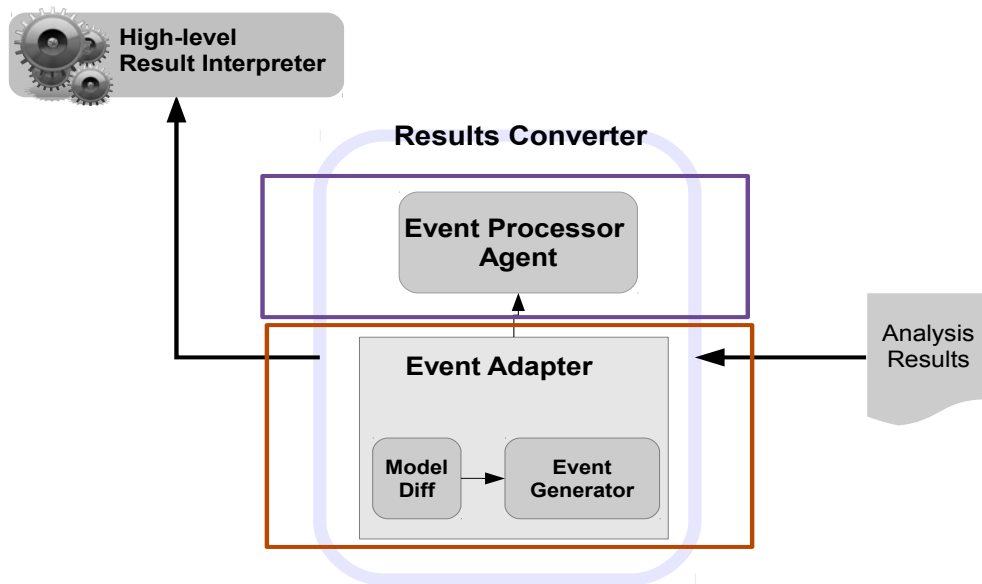 High-level
Result Interpreter
Results Converter
Event Processor
Agent
Event Adapter
Model
Diff
Event
Generator
Analysis
Results